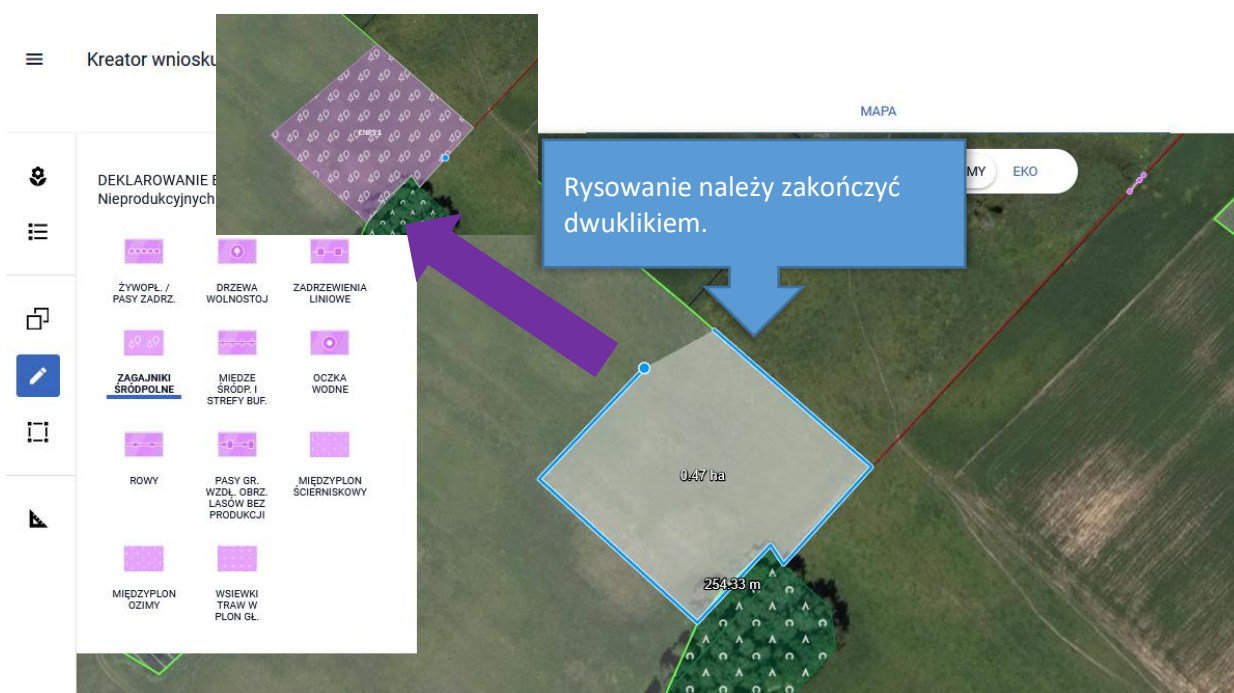 Kreator wniosku
MAPA
DEKLAROWANIE E
Nieprodukcyjnych
MY
EKO
Rysowanie należy zakończyć
dwuklikiem.
ŻYWOPŁ. /
PASY ZADRZ.
DRZEWA
WOLNOSTOJ
ZADRZEWIENIA
LINIOWE
ZAGAJNIKI
ŚRÓDPOLNE
MIEDZE
ŚRÓDP. I
STREFY BUF.
OCZKA
WODNE
ROWY
PASY GR.
WZDŁ. OBRZ.
LASÓW BEZ
PRODUKCJI
MIĘDZYPLON
ŚCIERNISKOWY
MIĘDZYPLON
OZIMY
WSIEWKI
TRAW W
PLON GŁ.
0.47 ha
254.33 m